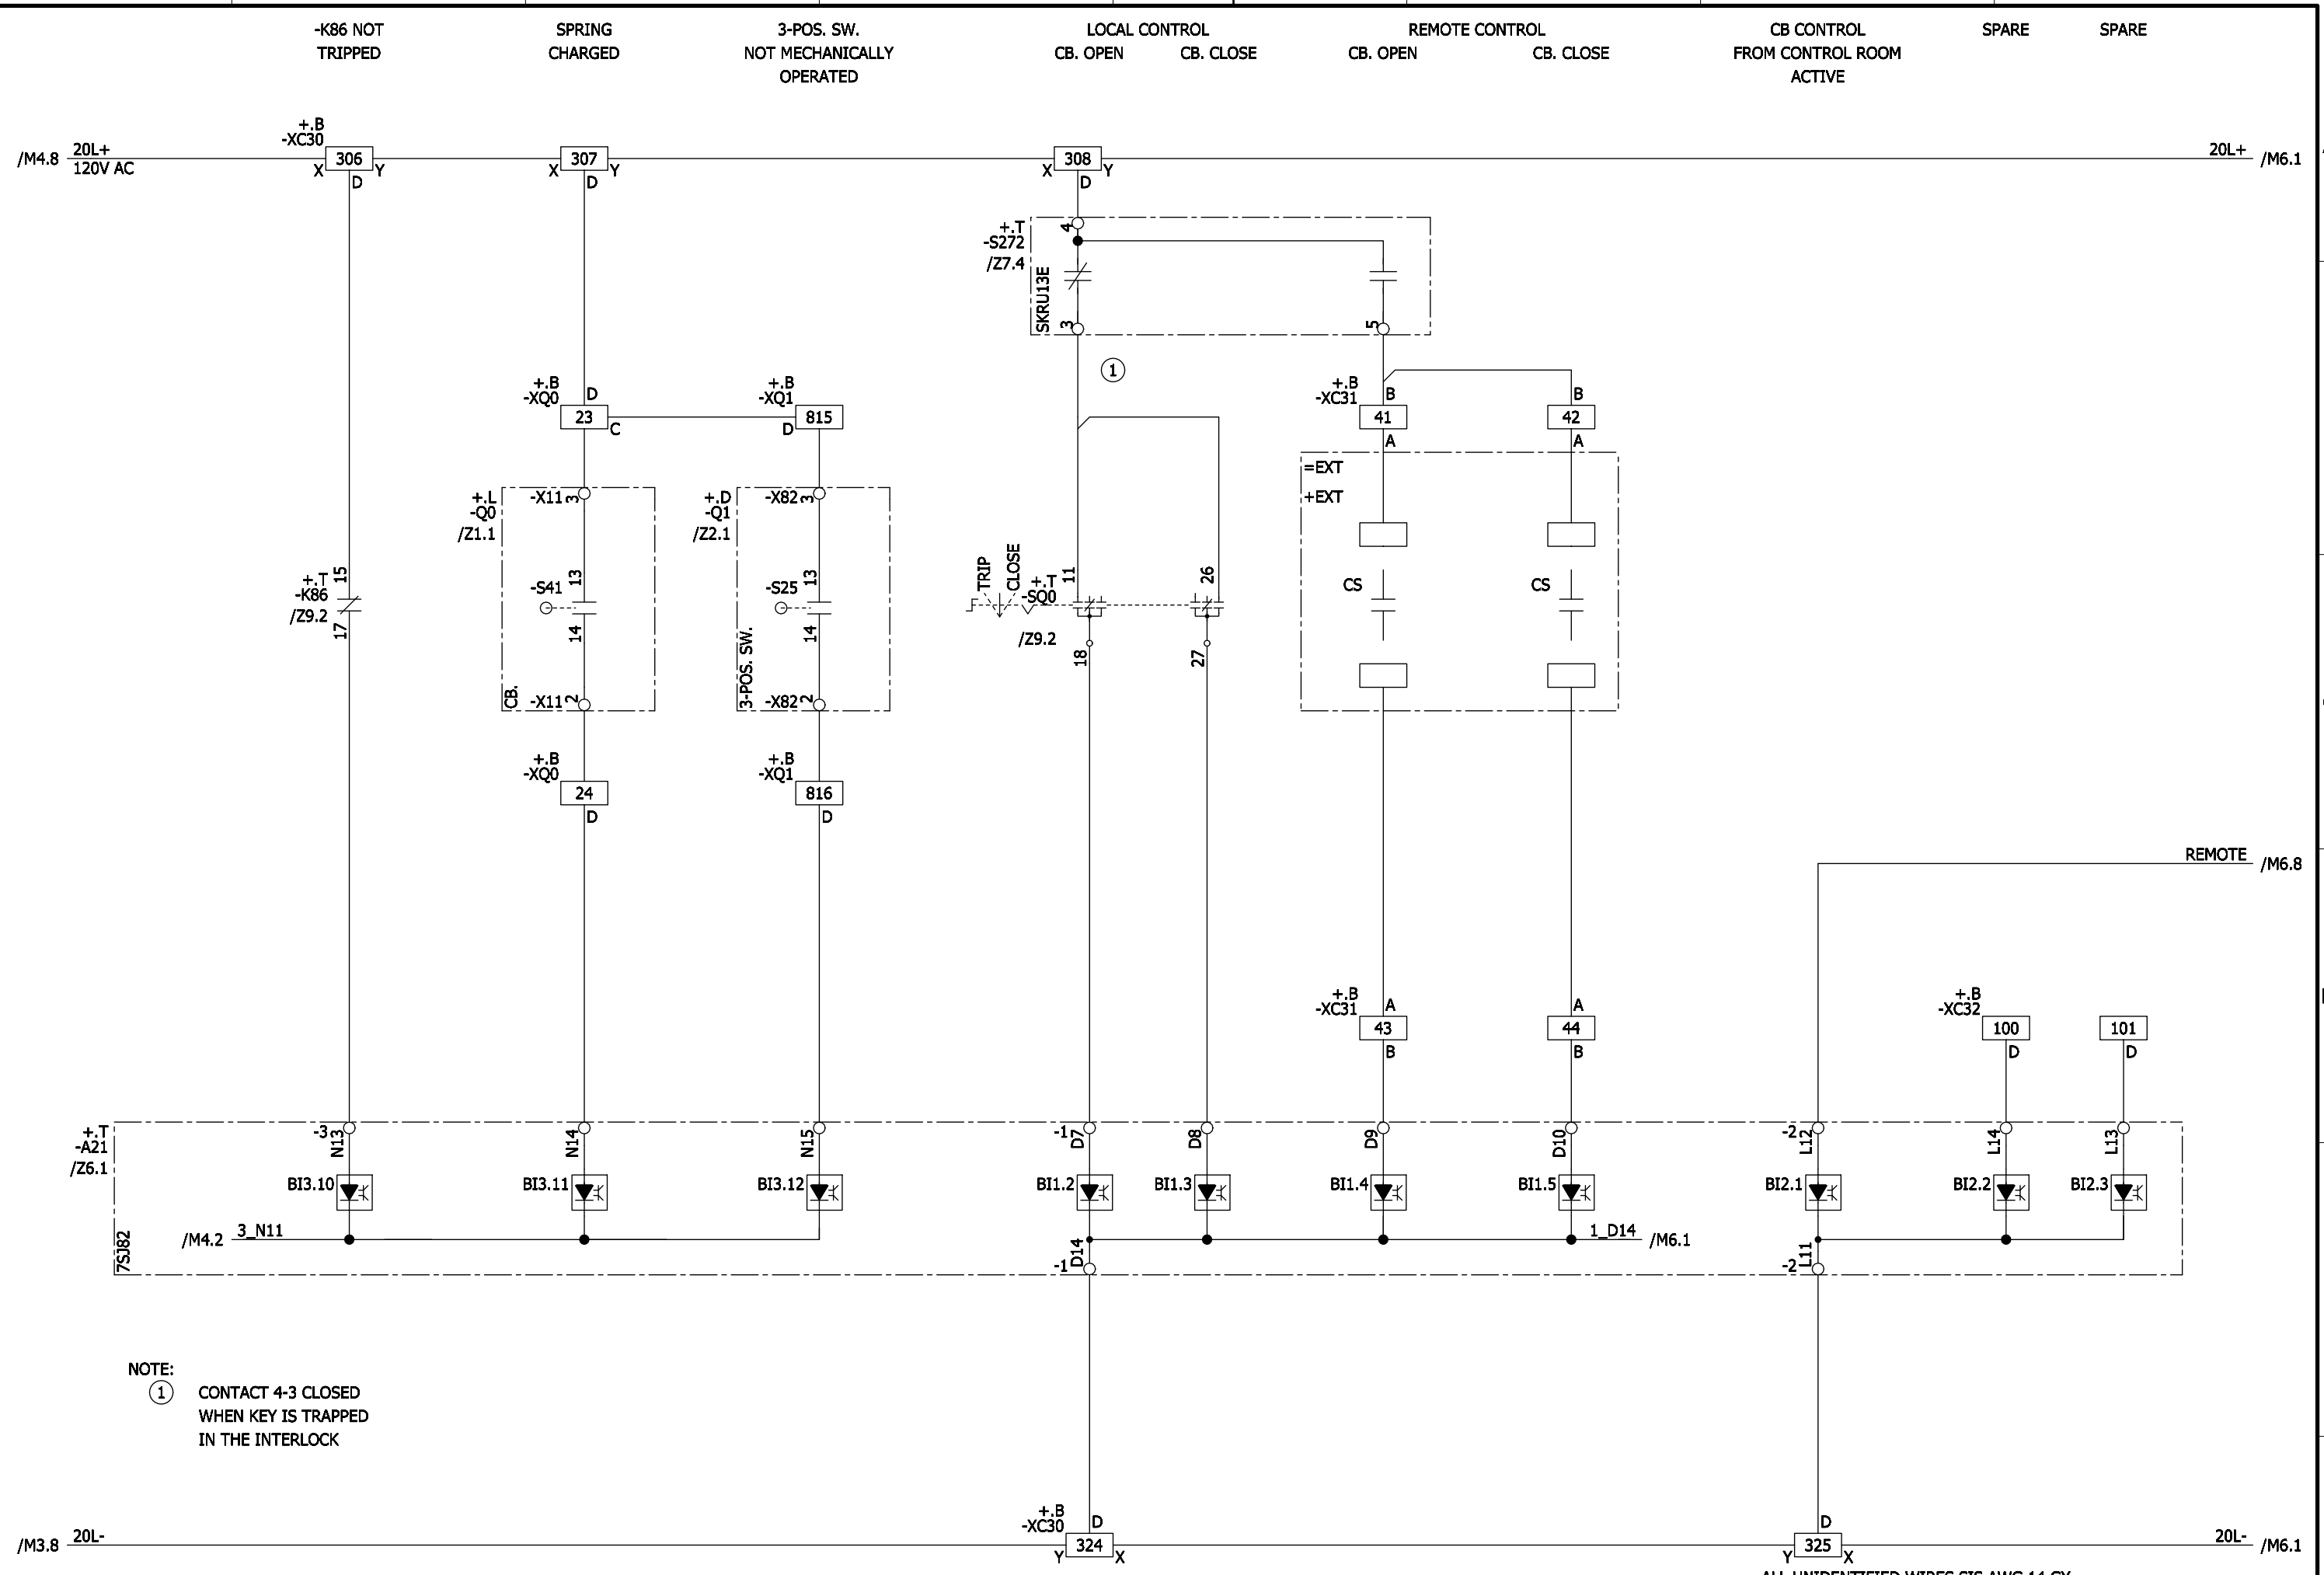 -K86 NOT
TRIPPED
SPRING
CHARGED
3-POS. SW.
NOT MECHANICALLY
OPERATED
LOCAL CONTROL
CB. OPEN
CB. CLOSE
REMOTE CONTROL
CB. OPEN
CB. CLOSE
CB CONTROL
FROM CONTROL ROOM
ACTIVE
SPARE
SPARE
/M4.8
20L+
120V AC
+.B
-XC30
306
X
Y
D
307
X
Y
D
308
X
Y
D
20L+
/M6.1
+.T
-S272
/Z7.4
SKRU13E
4
3
5
1
+.B
-XQ0
D
23
C
+.B
-XQ1
815
D
+.B
-XC31
B
41
A
B
42
A
=EXT
+EXT
CS
CS
+.L
-Q0
/Z1.1
-X11
3
-S41
13
14
CB.
-X11
2
+.D
-Q1
/Z2.1
-X82
3
-S25
13
14
3-POS. SW.
-X82
2
+.T
-K86
/Z9.2
15
17
TRIP
CLOSE
+.T
-SQ0
/Z9.2
11
18
26
27
+.B
-XQ0
24
D
+.B
-XQ1
816
D
REMOTE
/M6.8
+.B
-XC31
A
43
B
A
44
B
+.B
-XC32
100
D
101
D
+.T
-A21
/Z6.1
7SJ82
-3
N13
N14
N15
-1
D7
D8
D9
D10
-2
L12
L14
L13
BI3.10
BI3.11
BI3.12
BI1.2
BI1.3
BI1.4
BI1.5
BI2.1
BI2.2
BI2.3
/M4.2
3_N11
1_D14
/M6.1
-1
D14
-2
L11
NOTE:
1 CONTACT 4-3 CLOSED
WHEN KEY IS TRAPPED
IN THE INTERLOCK
/M3.8
20L-
+.B
-XC30
D
324
Y
X
D
325
Y
X
20L-
/M6.1
ALL UNIDENTIFIED WIRES SIS AWG 14 GY